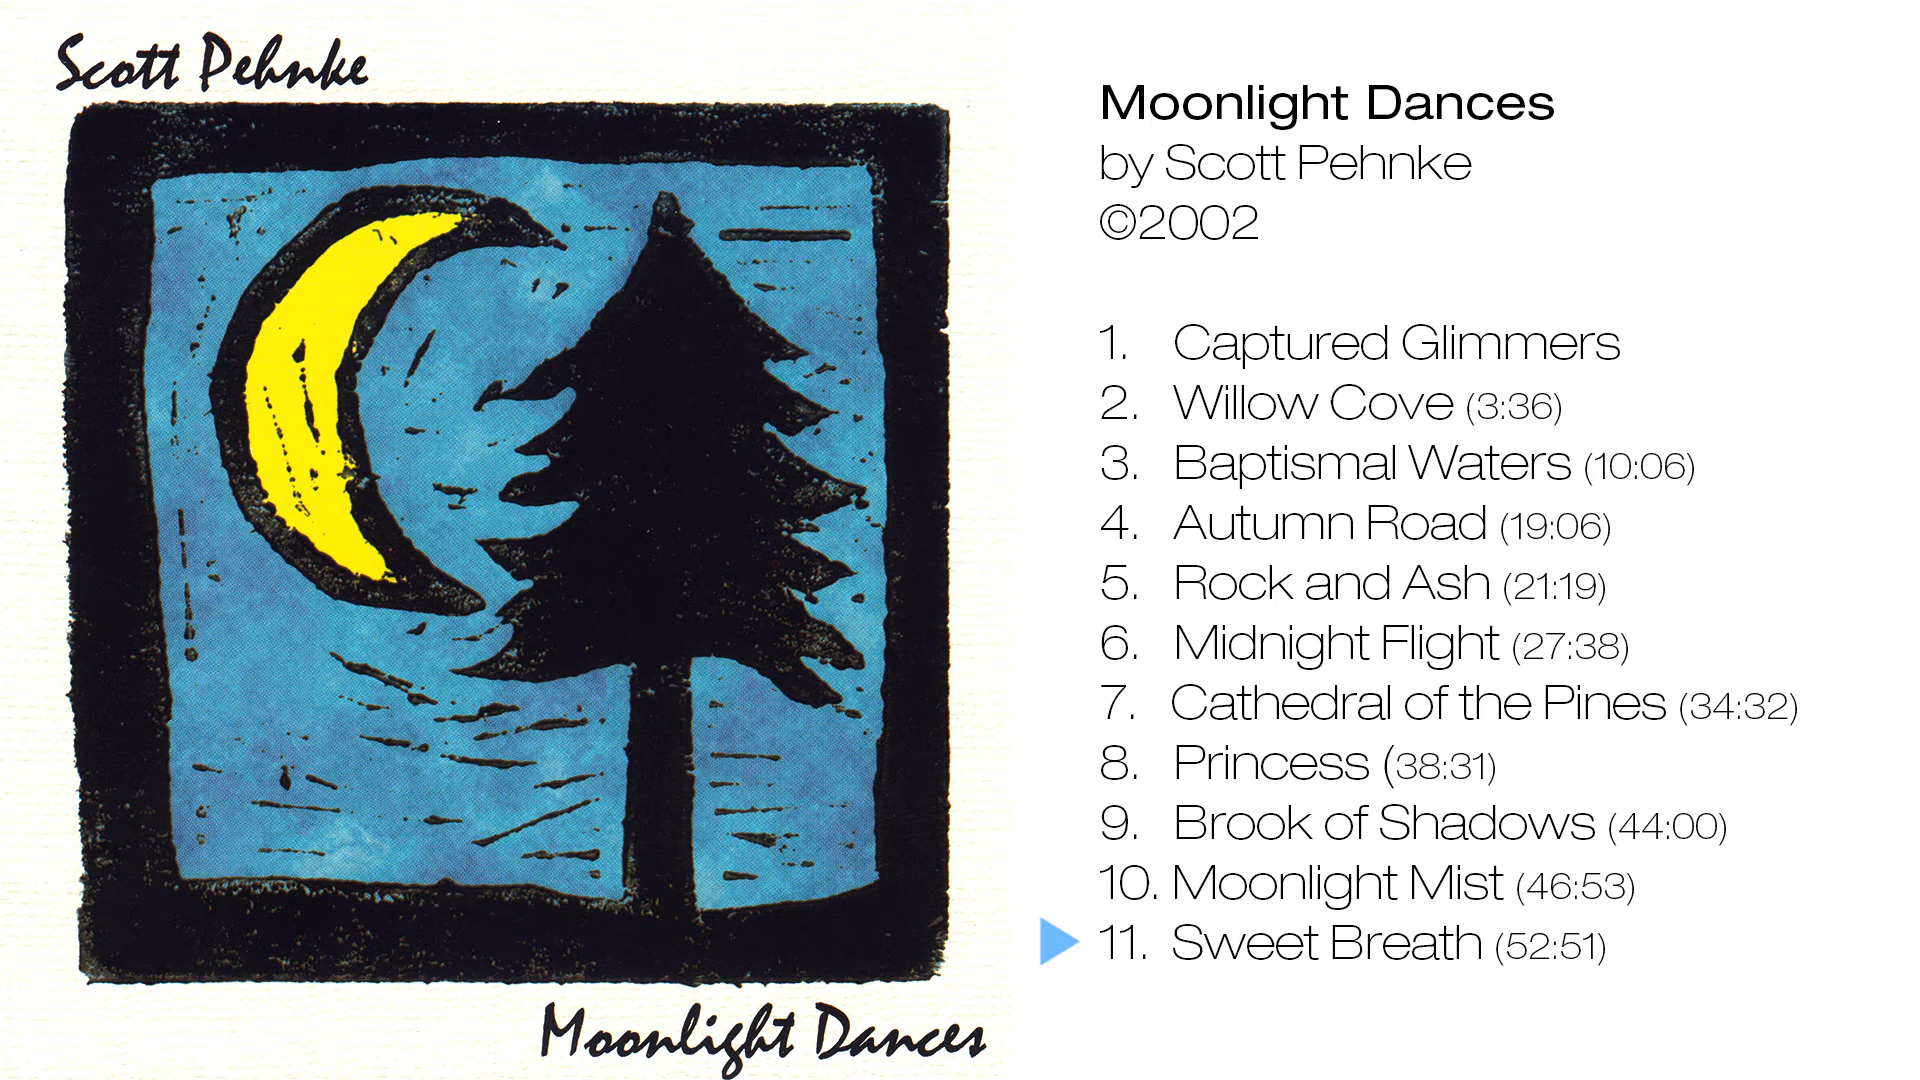 Scott Pehnke
Moonlight Dances
Moonlight Dances
by Scott Pehnke
©2002
1. Captured Glimmers
2. Willow Cove (3:36)
3. Baptismal Waters (10:06)
4. Autumn Road (19:06)
5. Rock and Ash (21:19)
6. Midnight Flight (27:38)
7. Cathedral of the Pines (34:32)
8. Princess (38:31)
9. Brook of Shadows (44:00)
10. Moonlight Mist (46:53)
11. Sweet Breath (52:51)